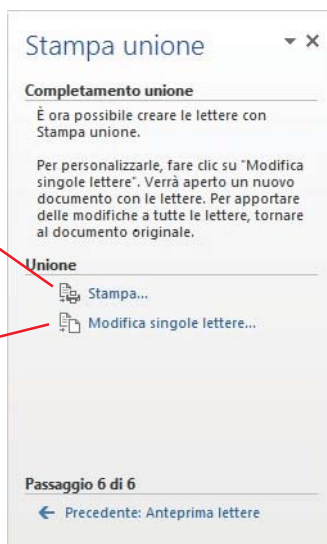 Stampa unione
Completamento unione
È ora possibile creare le lettere con
Stampa unione.
Per personalizzarle, fare clic su "Modifica
singole lettere". Verrà aperto un nuovo
documento con le lettere. Per apportare
delle modifiche a tutte le lettere, tornare
al documento originale.
Unione
Stampa...
Modifica singole lettere...
Passaggio 6 di 6
Precedente: Anteprima lettere